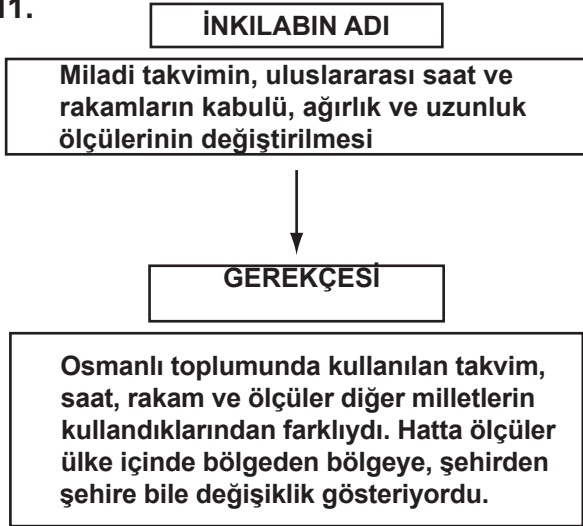 11.
İNKILABIN ADI
Miladi takvimin, uluslararası saat ve
rakamların kabulü, ağırlık ve uzunluk
ölçülerinin değiştirilmesi
GEREKÇESİ
Osmanlı toplumunda kullanılan takvim,
saat, rakam ve ölçüler diğer milletlerin
kullandıklarından farklıydı. Hatta ölçüler
ülke içinde bölgeden bölgeye, şehirden
şehire bile değişiklik gösteriyordu.